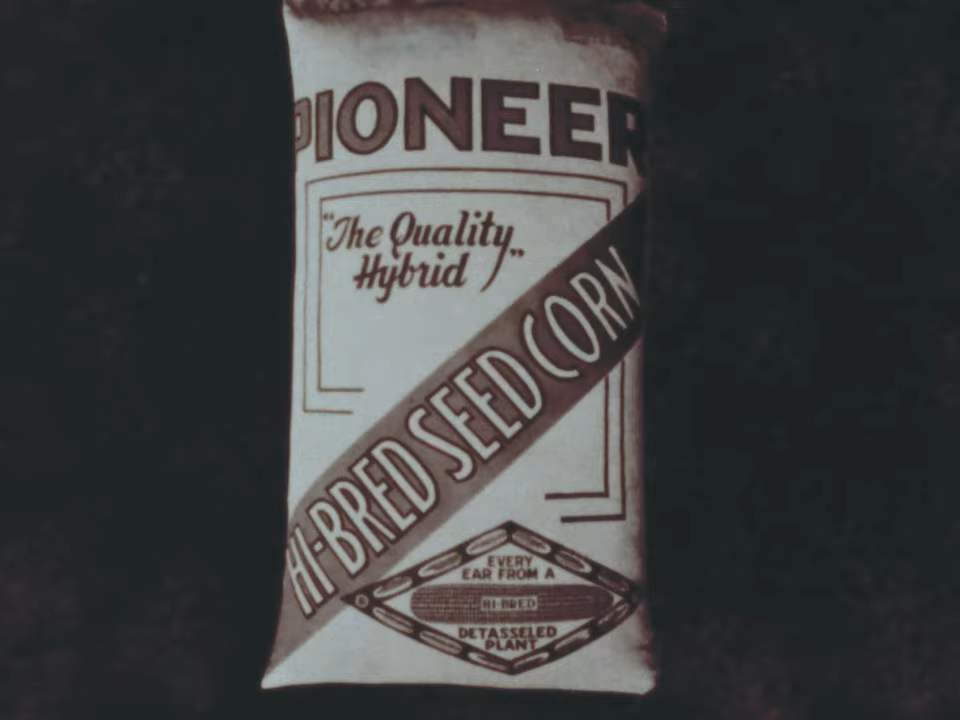 PIONEER
"The Quality
Hybrid"
HI-BRED SEED CORN
EVERY
EAR FROM A
HI-BRED
DETASSELED
PLANT